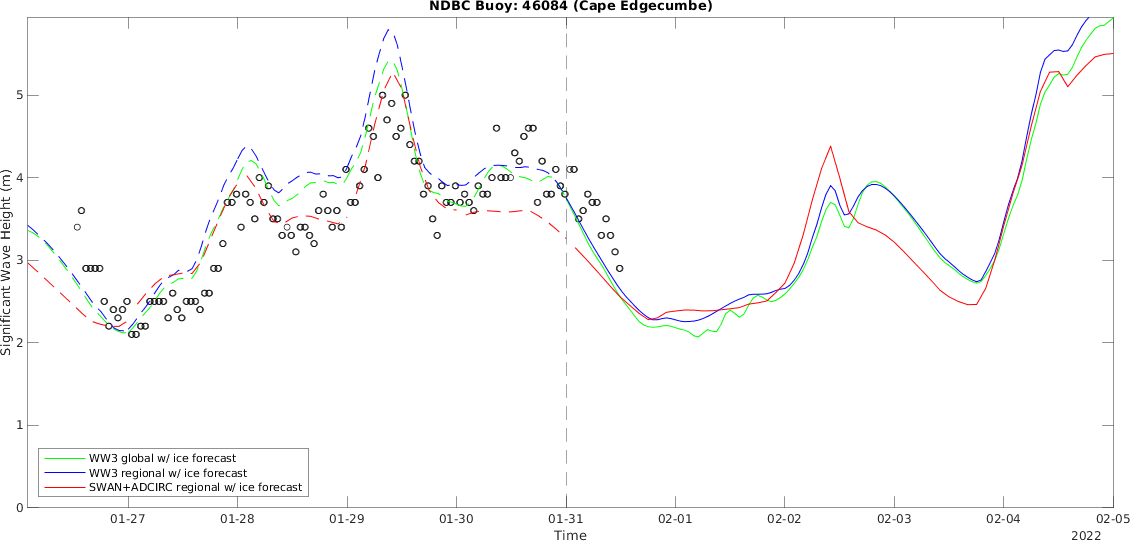 NDBC Buoy: 46084 (Cape Edgecumbe)
Significant Wave Height (m)
5
4
3
2
1
0
WW3 global w/ ice forecast
WW3 regional w/ ice forecast
SWAN+ADCIRC regional w/ ice forecast
01-27 01-28 01-29 01-30 01-31 02-01 02-02 02-03 02-04 02-05
Time
2022